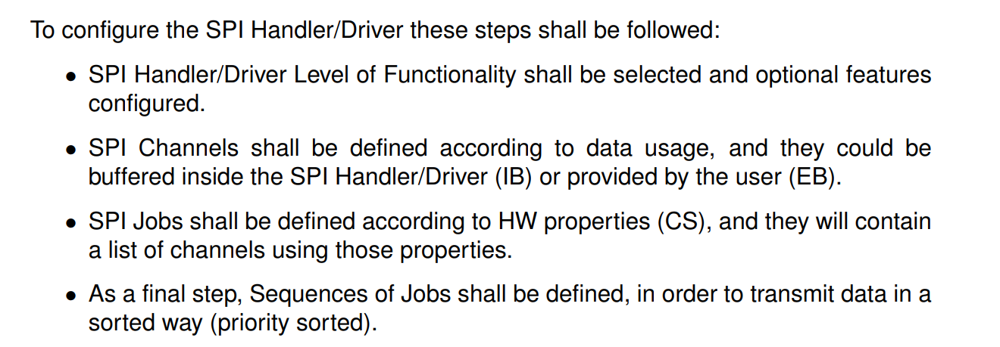 To configure the SPI Handler/Driver these steps shall be followed:
• SPI Handler/Driver Level of Functionality shall be selected and optional features
configured.
• SPI Channels shall be defined according to data usage, and they could be
buffered inside the SPI Handler/Driver (IB) or provided by the user (EB).
• SPI Jobs shall be defined according to HW properties (CS), and they will contain
a list of channels using those properties.
• As a final step, Sequences of Jobs shall be defined, in order to transmit data in a
sorted way (priority sorted).